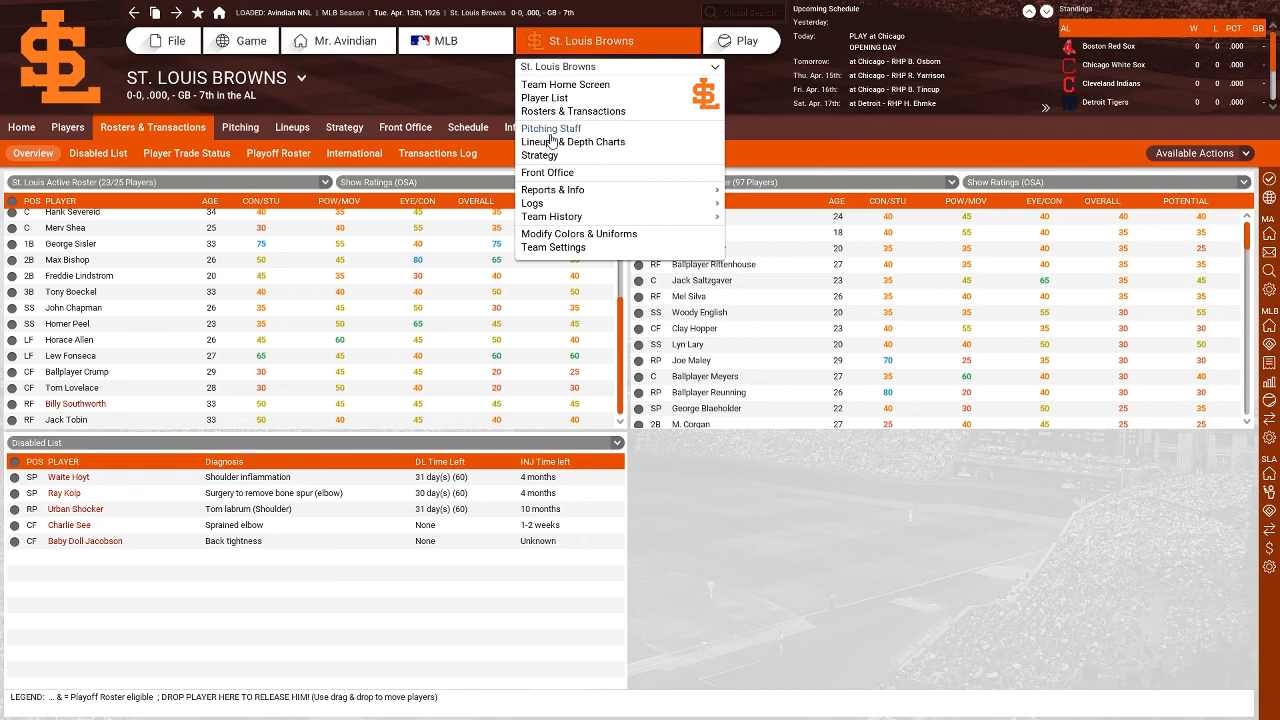 LOADED: Avindian NNL | MLB Season | Tue. Apr. 13th, 1926 | St. Louis Browns 0-0, .000, - GB - 7th
Global Search...
File
Game
Mr. Avindian
MLB
St. Louis Browns
Play
ST. LOUIS BROWNS
0-0, .000, - GB - 7th in the AL
Upcoming Schedule
Yesterday:
Today: PLAY at Chicago
OPENING DAY
Tomorrow: at Chicago - RHP B. Osborn
Thu. Apr. 15th at Chicago - RHP R. Yarrison
Fri. Apr. 16th at Chicago - RHP B. Tincup
Sat. Apr. 17th at Detroit - RHP H. Ehmke
Standings
AL W L PCT GB
Boston Red Sox 0 0 .000
Chicago White Sox 0 0 .000
Cleveland Indians 0 0 .000
Detroit Tigers 0 0 .000
Home Players Rosters & Transactions Pitching Lineups Strategy Front Office Schedule
Overview Disabled List Player Trade Status Playoff Roster International Transactions Log
Available Actions
St. Louis Browns
Team Home Screen
Player List
Rosters & Transactions
Pitching Staff
Lineups & Depth Charts
Strategy
Front Office
Reports & Info
Logs
Team History
Modify Colors & Uniforms
Team Settings
St. Louis Active Roster (23/25 Players)
Show Ratings (OSA)
POS PLAYER AGE CON/STU POW/MOV EYE/CON OVERALL
C Hank Severeid 34 40 35 45 35
C Merv Shea 25 30 40 55 35
1B George Sisler 33 75 55 40 75
2B Max Bishop 26 50 45 80 65
2B Freddie Lindstrom 20 45 35 30 40 40
3B Tony Boeckel 33 40 40 40 50 50
SS John Chapman 26 35 45 50 30 35
SS Homer Peel 23 35 50 65 45 45
LF Horace Allen 26 45 60 40 50 40
LF Lew Fonseca 27 65 45 40 60 60
CF Ballplayer Crump 29 30 45 45 20 25
CF Tom Lovelace 28 30 50 40 20 30
RF Billy Southworth 33 50 45 45 45 45
RF Jack Tobin 33 50 40 45 40 40
(97 Players)
Show Ratings (OSA)
AGE CON/STU POW/MOV EYE/CON OVERALL POTENTIAL
24 40 45 40 40 40
18 40 55 40 35 55
20 35 40 40 35 25
RF Ballplayer Rittenhouse 27 40 35 40 35 35
C Jack Saltzgaver 23 35 45 65 35 45
RF Mel Silva 26 35 40 40 35 35
SS Woody English 20 35 35 55 30 55
CF Clay Hopper 23 40 55 35 30 30
SS Lyn Lary 20 40 40 50 30 50
RP Joe Maley 29 70 25 35 30 30
C Ballplayer Meyers 27 35 60 40 30 40
RP Ballplayer Reunning 26 80 20 40 30 30
SP George Blaeholder 22 40 30 50 25 35
2B M. Corgan 27 25 40 45 25 25
Disabled List
POS PLAYER Diagnosis DL Time Left INJ Time left
SP Waite Hoyt Shoulder inflammation 31 day(s) (60) 4 months
SP Ray Kolp Surgery to remove bone spur (elbow) 30 day(s) (60) 4 months
RP Urban Shocker Torn labrum (Shoulder) 31 day(s) (60) 10 months
CF Charlie See Sprained elbow None 1-2 weeks
CF Baby Doll Jacobson Back tightness None Unknown
MA
MLB
SLA
LEGEND: ... & = Playoff Roster eligible ; DROP PLAYER HERE TO RELEASE HIM! (Use drag & drop to move players)